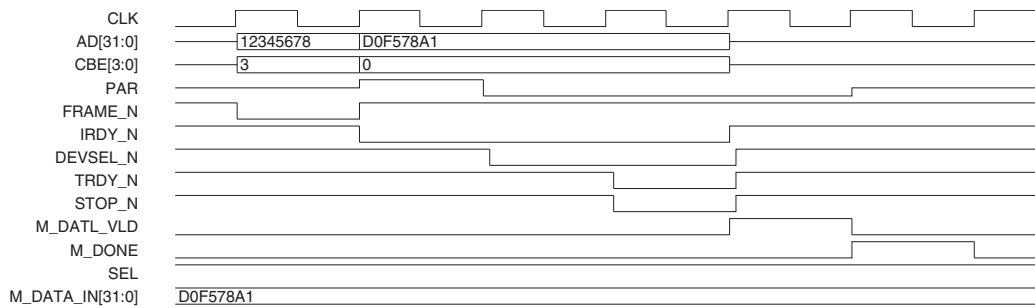 CLK
AD[31:0] 12345678 D0F578A1
CBE[3:0] 3 0
PAR
FRAME_N
IRDY_N
DEVSEL_N
TRDY_N
STOP_N
M_DATL_VLD
M_DONE
SEL
M_DATA_IN[31:0] D0F578A1